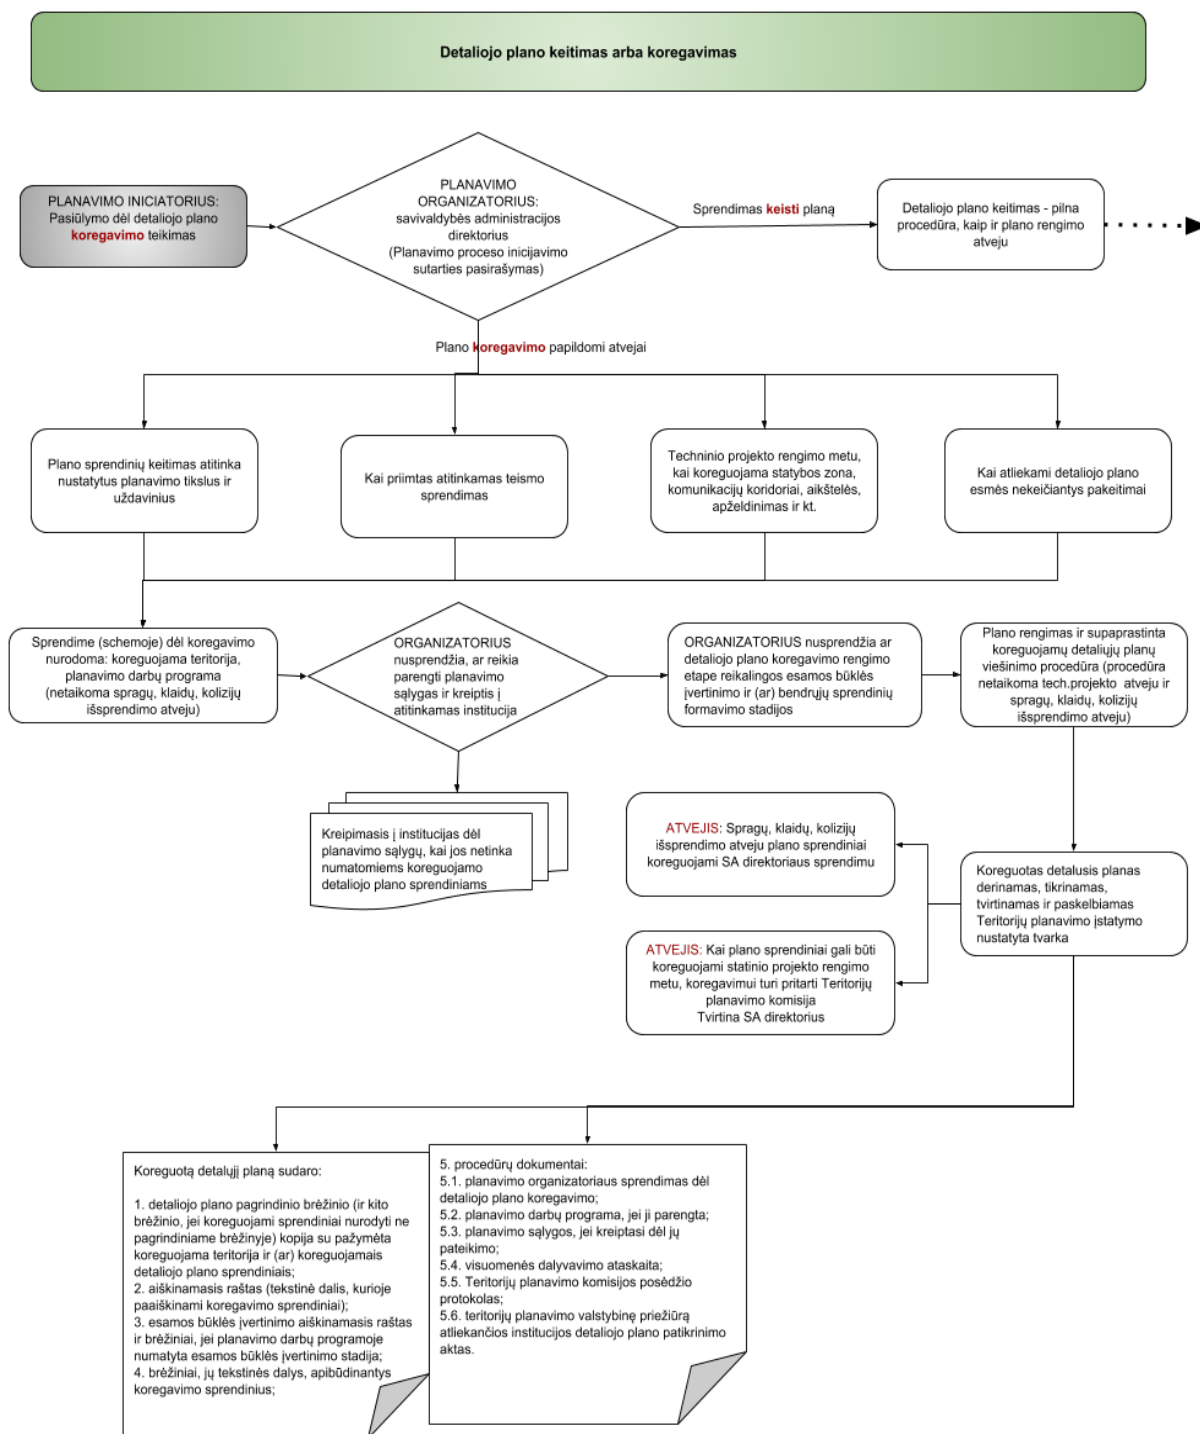 Detaliojo plano keitimas arba koregavimas
PLANAVIMO INICIATORIUS:
Pasiūlymo dėl detaliojo plano
koregavimo teikimas
PLANAVIMO
ORGANIZATORIUS:
savivaldybės administracijos
direktorius
(Planavimo proceso inicijavimo
sutarties pasirašymas)
Sprendimas keisti planą
Detaliojo plano keitimas - pilna
procedūra, kaip ir plano rengimo
atveju
Plano koregavimo papildomi atvejai
Plano sprendinių keitimas atitinka
nustatytus planavimo tikslus ir
uždavinius
Kai priimtas atitinkamas teismo
sprendimas
Techninio projekto rengimo metu,
kai koreguojama statybos zona,
komunikacijų koridoriai, aikštelės,
apželdinimas ir kt.
Kai atliekami detaliojo plano
esmės nekeičiantys pakeitimai
Sprendime (schemoje) dėl koregavimo
nurodoma: koreguojama teritorija,
planavimo darbų programa
(netaikoma spragų, klaidų, kolizijų
išsprendimo atveju)
ORGANIZATORIUS
nusprendžia, ar reikia
parengti planavimo
sąlygas ir kreiptis į
atitinkamas institucija
ORGANIZATORIUS nusprendžia ar
detaliojo plano koregavimo rengimo
etape reikalingos esamos būklės
įvertinimo ir (ar) bendrųjų sprendinių
formavimo stadijos
Plano rengimas ir supaprastinta
koreguojamų detaliųjų planų
viešinimo procedūra (procedūra
netaikoma tech.projekto atveju ir
spragų, klaidų, kolizijų
išsprendimo atveju)
Kreipimasis į institucijas dėl
planavimo sąlygų, kai jos netinka
numatomiems koreguojamo
detaliojo plano sprendiniams
ATVEJIS: Spragų, klaidų, kolizijų
išsprendimo atveju plano sprendiniai
koreguojami SA direktoriaus sprendimu
Koreguotas detalusis planas
derinamas, tikrinamas,
tvirtinamas ir paskelbiamas
Teritorijų planavimo įstatymo
nustatyta tvarka
ATVEJIS: Kai plano sprendiniai gali būti
koreguojami statinio projekto rengimo
metu, koregavimui turi pritarti Teritorijų
planavimo komisija
Tvirtina SA direktorius
Koreguotą detalųjį planą sudaro:
1. detaliojo plano pagrindinio brėžinio (ir kito
brėžinio, jei koreguojami sprendiniai nurodyti ne
pagrindiniame brėžinyje) kopija su pažymėta
koreguojama teritorija ir (ar) koreguojamais
detaliojo plano sprendiniais;
2. aiškinamasis raštas (tekstinė dalis, kurioje
paaiškinami koregavimo sprendiniai);
3. esamos būklės įvertinimo aiškinamasis raštas
ir brėžiniai, jei planavimo darbų programoje
numatyta esamos būklės įvertinimo stadija;
4. brėžiniai, jų tekstinės dalys, apibūdinantys
koregavimo sprendinius;
5. procedūrų dokumentai:
5.1. planavimo organizatoriaus sprendimas dėl
detaliojo plano koregavimo;
5.2. planavimo darbų programa, jei ji parengta;
5.3. planavimo sąlygos, jei kreiptasi dėl jų
pateikimo;
5.4. visuomenės dalyvavimo ataskaita;
5.5. Teritorijų planavimo komisijos posėdžio
protokolas;
5.6. teritorijų planavimo valstybinę priežiūrą
atliekančios institucijos detaliojo plano patikrinimo
aktas.